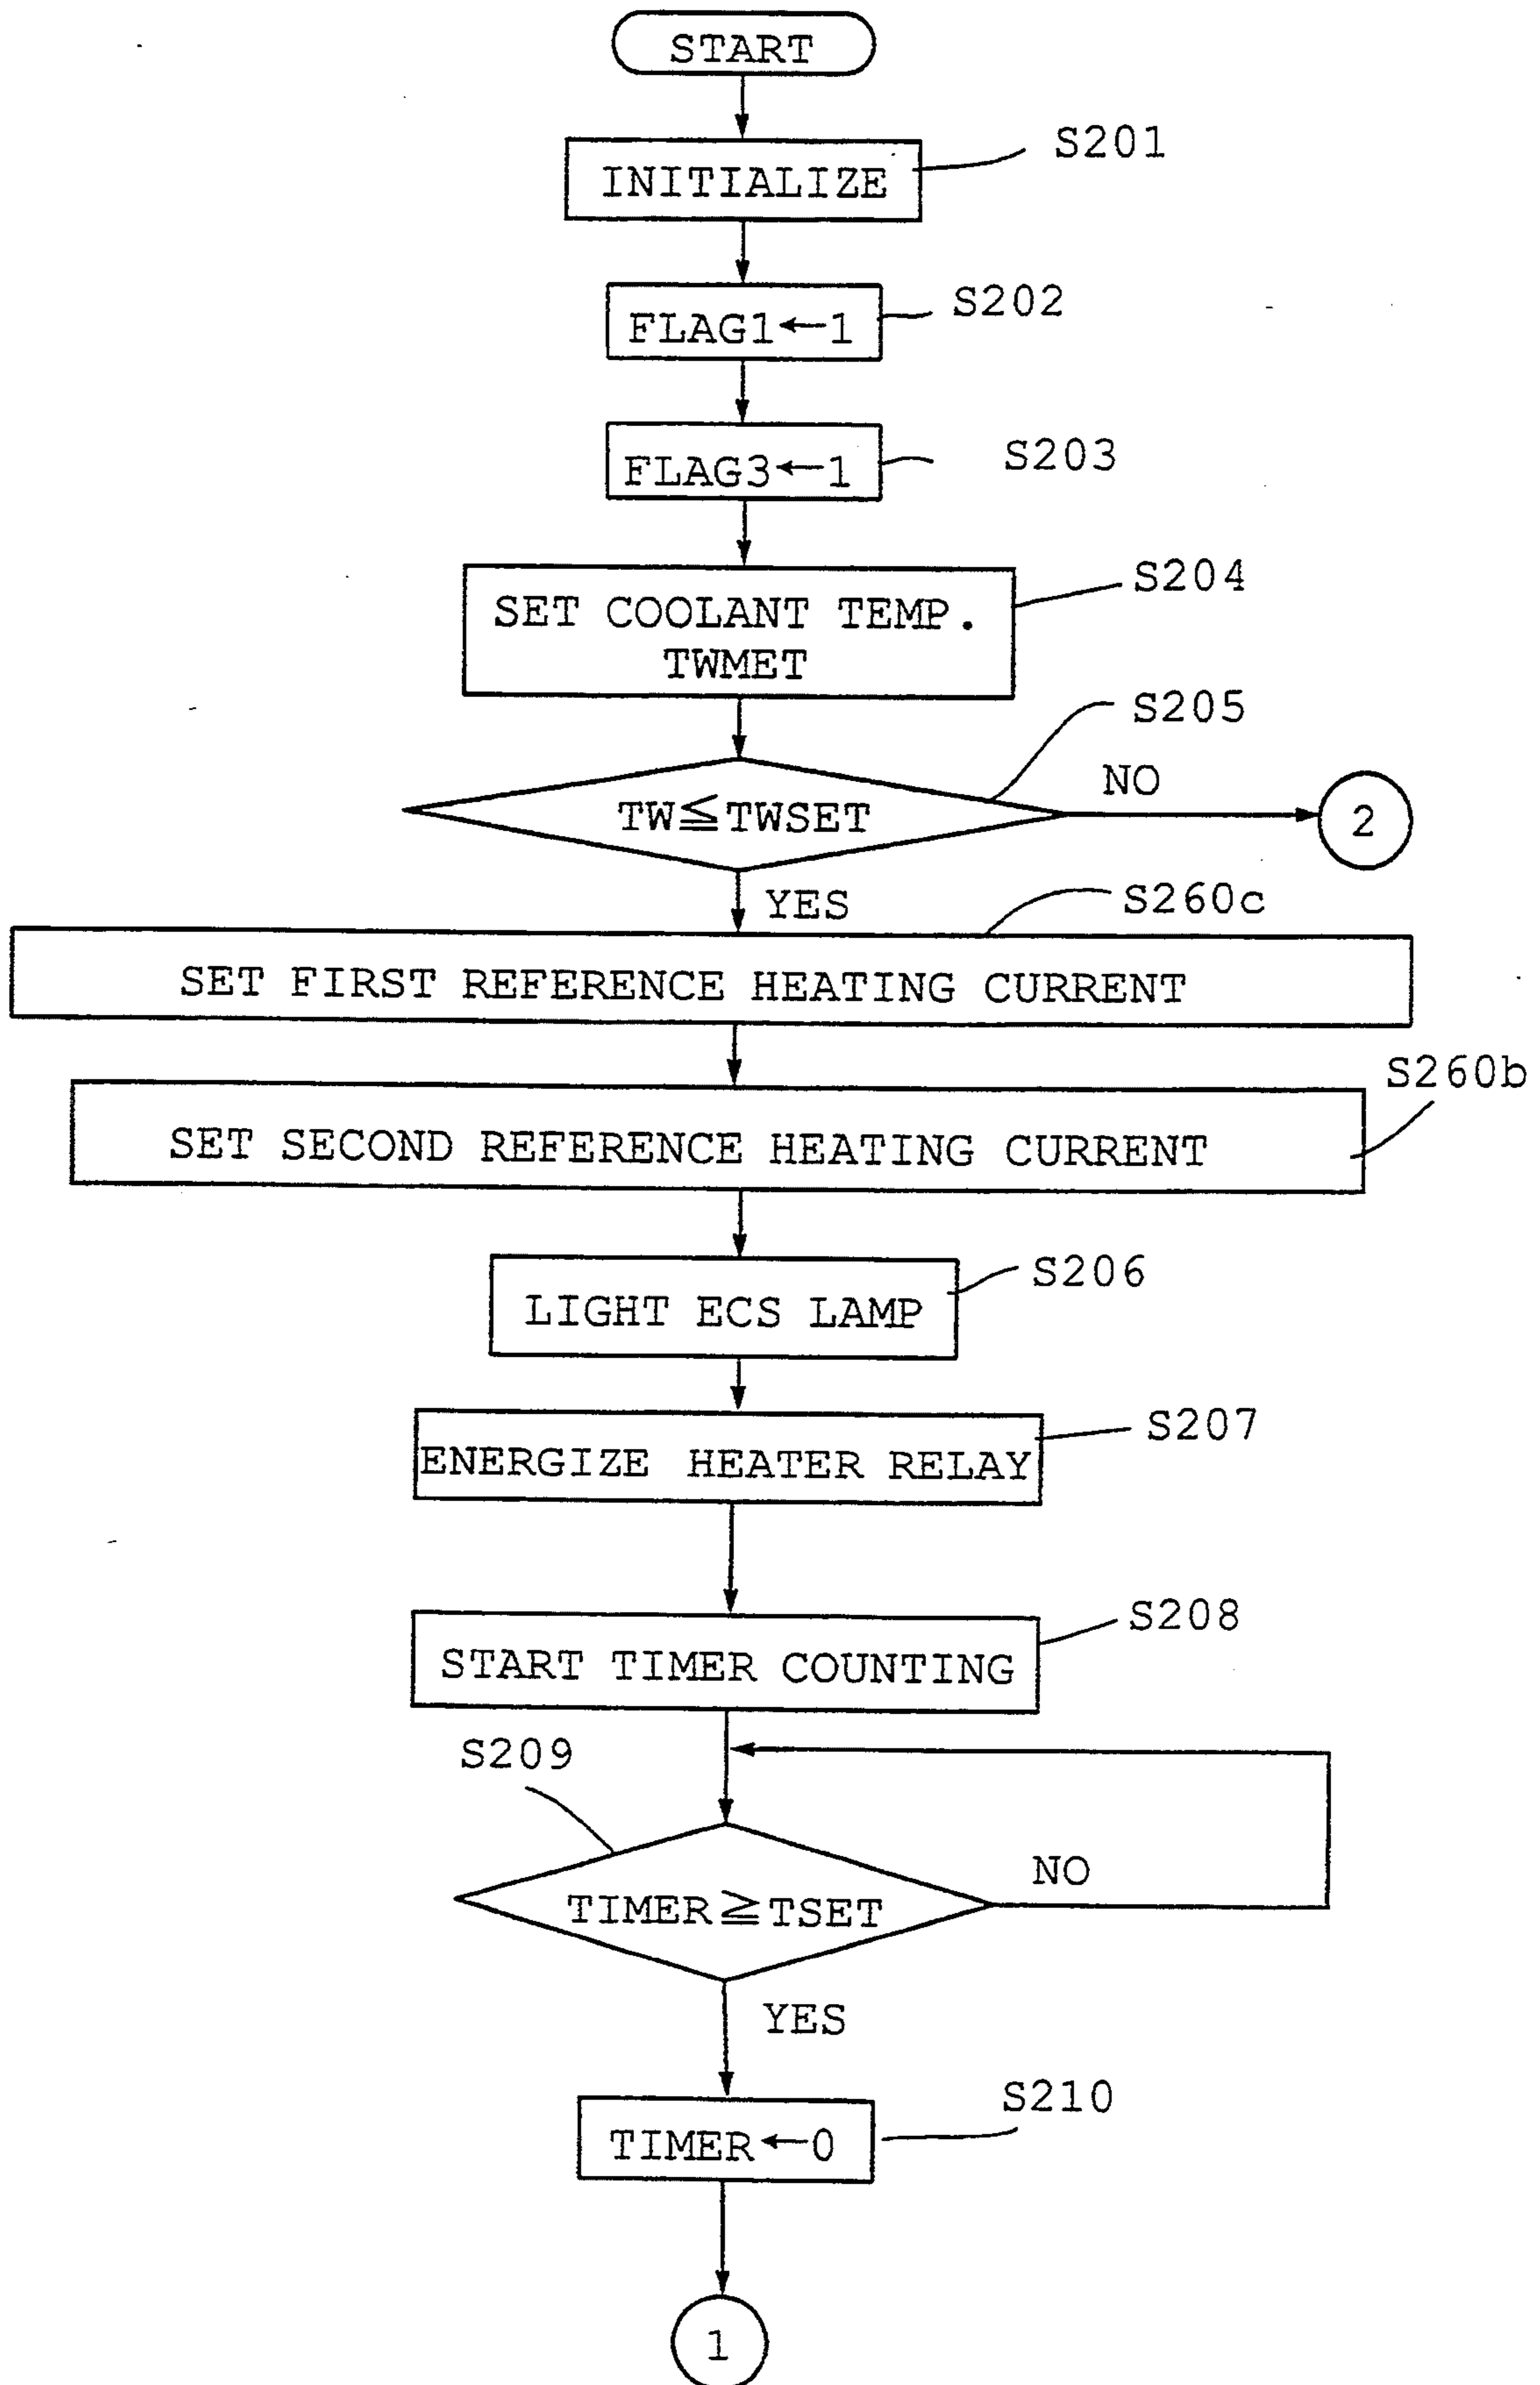 START
INITIALIZE
S201
FLAG1←1
S202
FLAG3←1
S203
SET COOLANT TEMP.
TWMET
S204
S205
TW≦TWSET
NO
2
YES
S260c
SET FIRST REFERENCE HEATING CURRENT
S260b
SET SECOND REFERENCE HEATING CURRENT
LIGHT ECS LAMP
S206
ENERGIZE HEATER RELAY
S207
START TIMER COUNTING
S208
S209
TIMER≧TSET
NO
YES
TIMER←0
S210
1